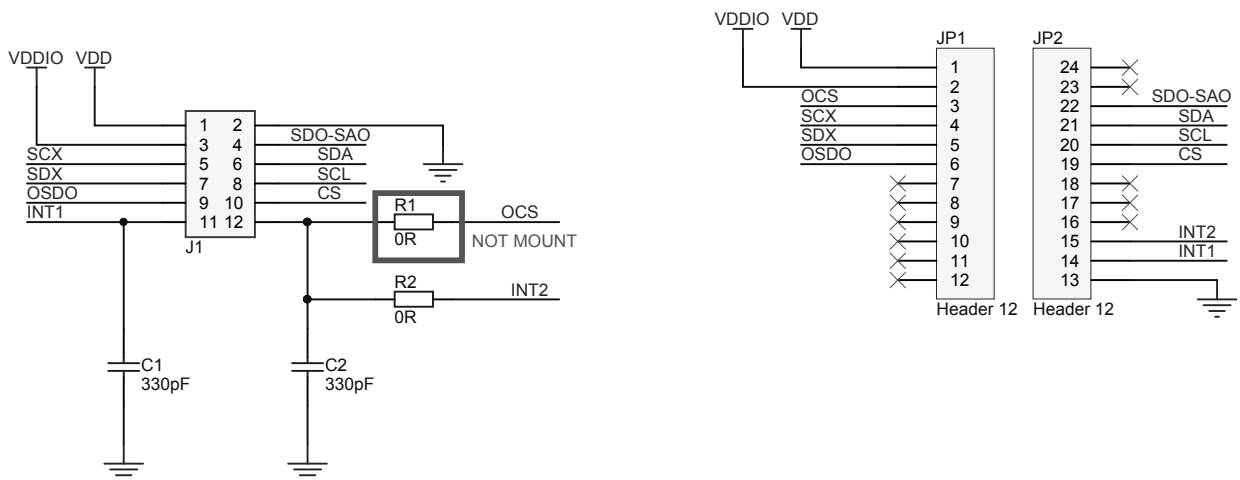 VDDIO VDD
1 2
3 4 SDO-SAO
SCX 5 6 SDA
SDX 7 8 SCL
OSDO 9 10 CS
INT1 11 12
J1
R1
0R
OCS
NOT MOUNT
R2
0R
INT2
C1
330pF
C2
330pF
VDDIO VDD
JP1
1
2
OCS 3
SCX 4
SDX 5
OSDO 6
7
8
9
10
11
12
Header 12
JP2
24
23
22 SDO-SAO
21 SDA
20 SCL
19 CS
18
17
16
15 INT2
14 INT1
13
Header 12